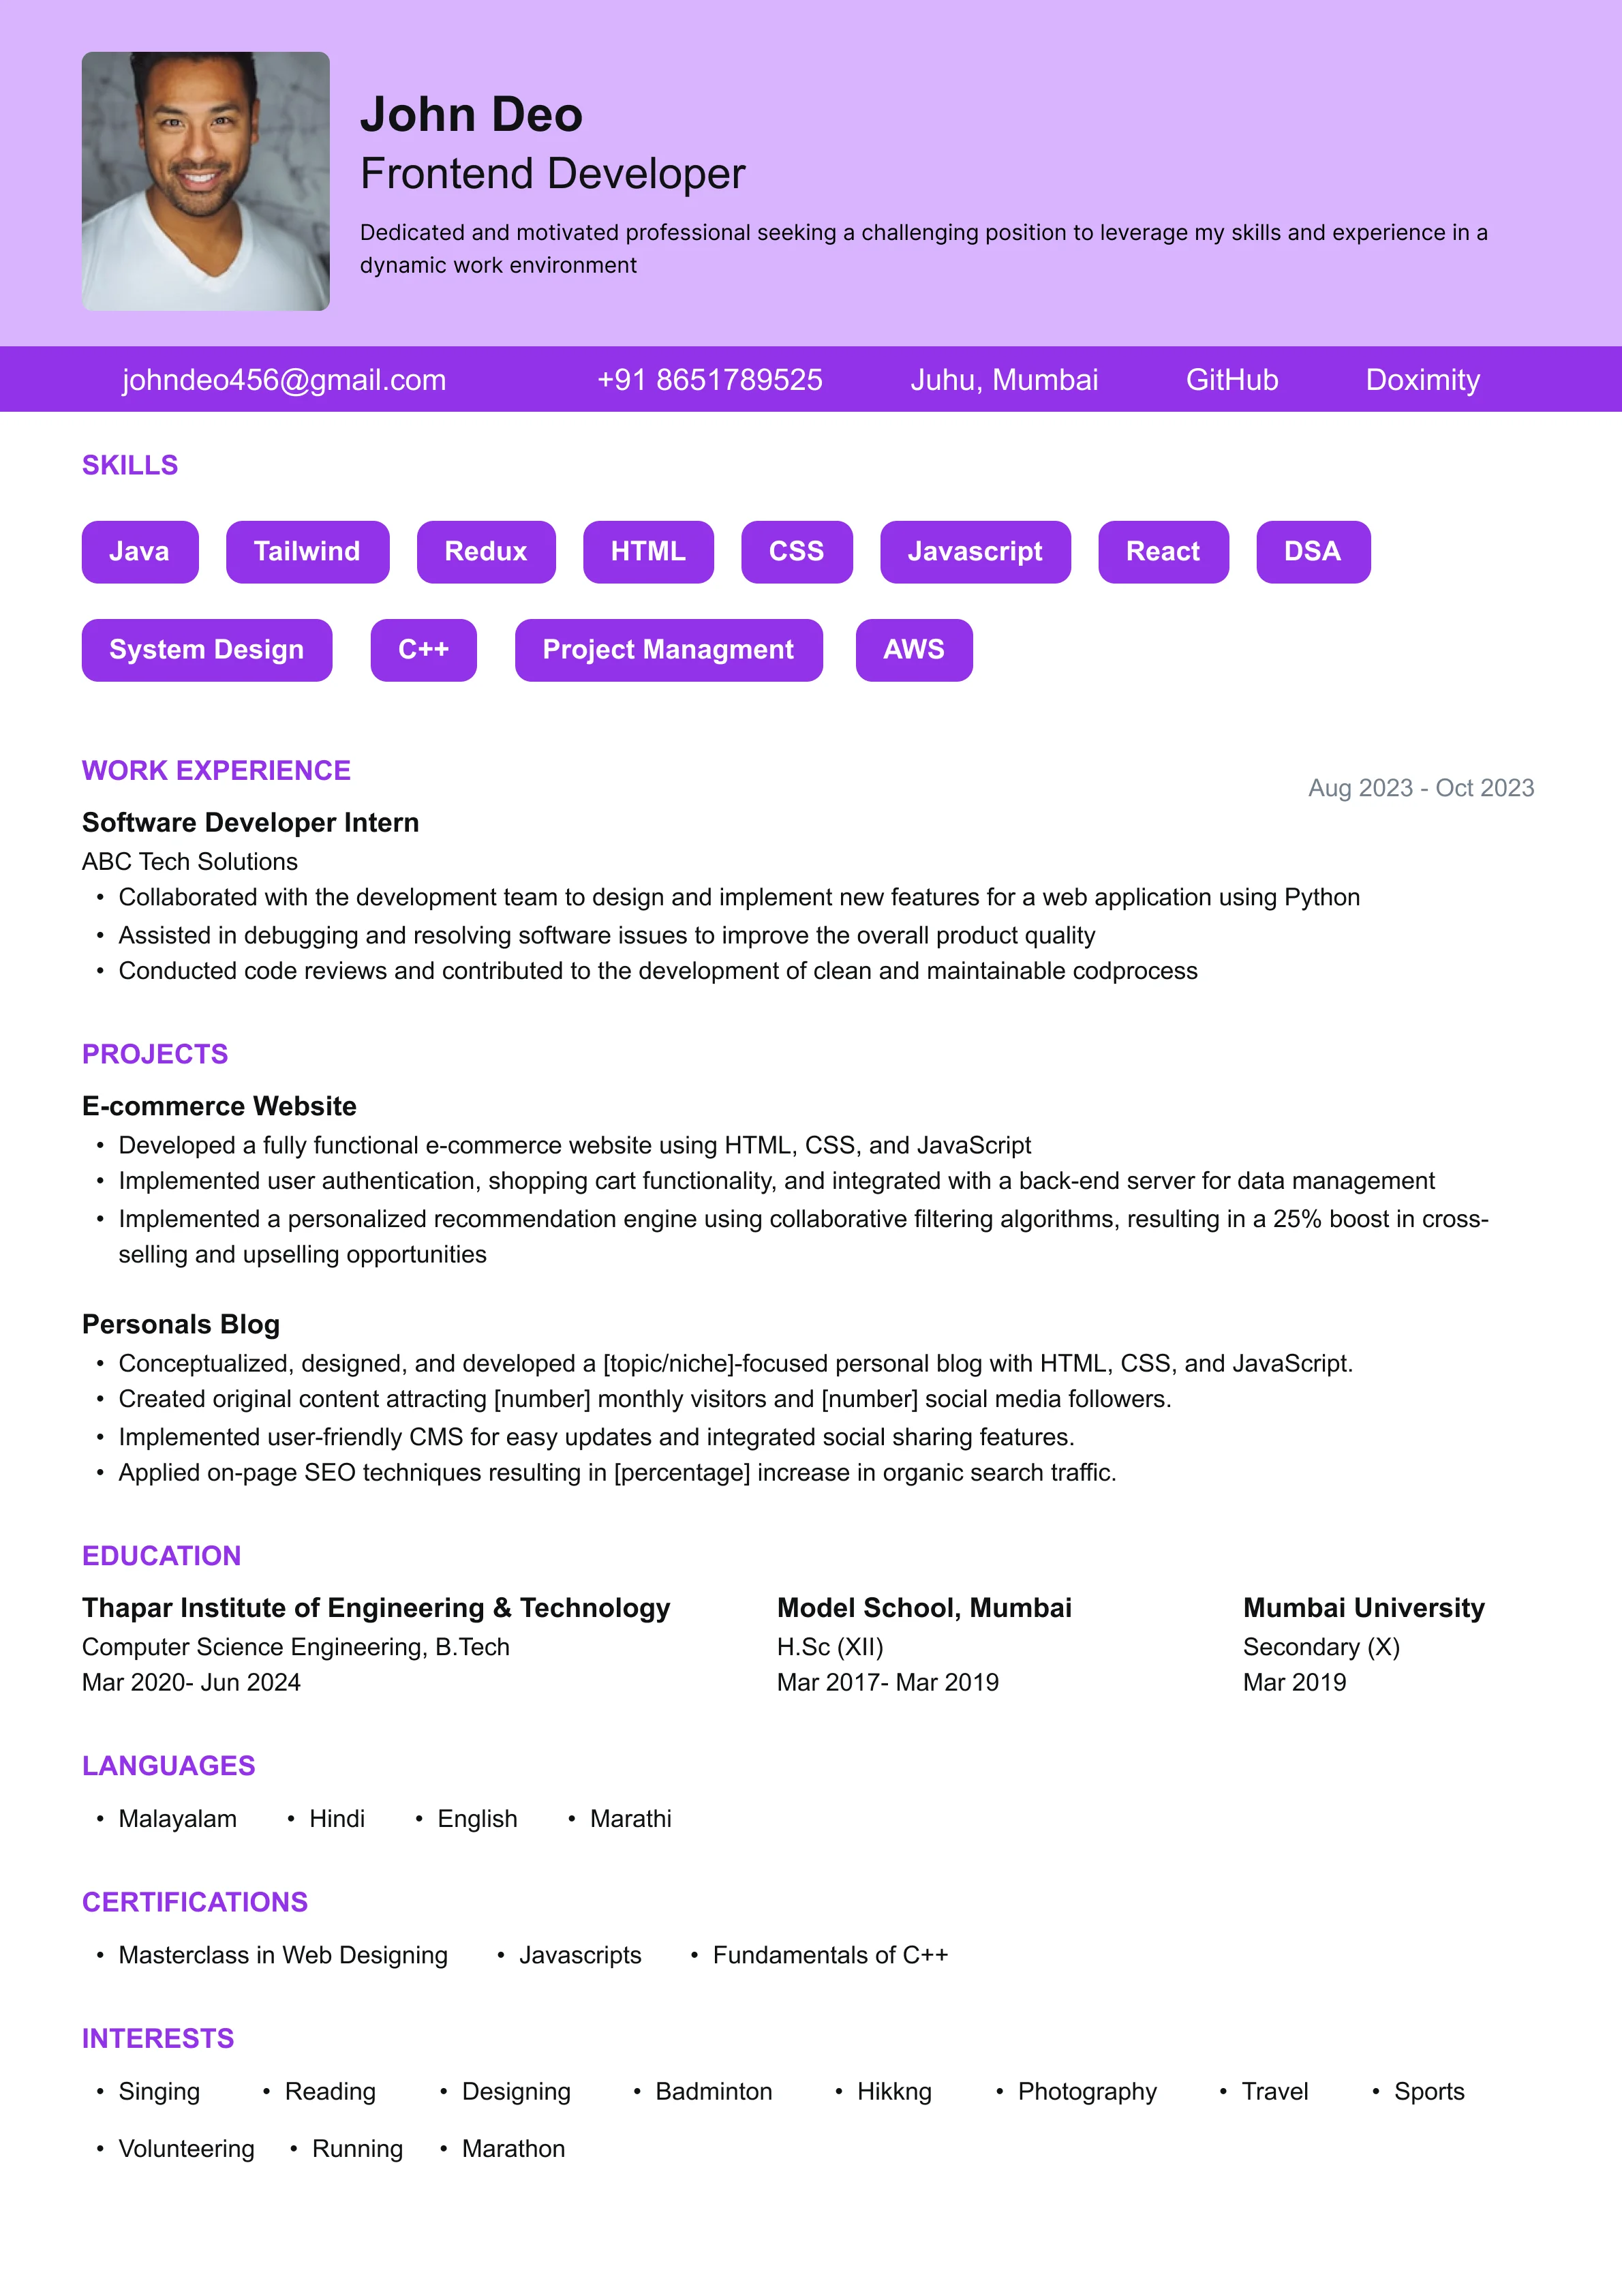 John Deo
Frontend Developer
Dedicated and motivated professional seeking a challenging position to leverage my skills and experience in a
dynamic work environment
johndeo456@gmail.com +91 8651789525 Juhu, Mumbai GitHub Doximity
SKILLS
Java Tailwind Redux HTML CSS Javascript React DSA
System Design C++ Project Managment AWS
WORK EXPERIENCE
Aug 2023 - Oct 2023
Software Developer Intern
ABC Tech Solutions
• Collaborated with the development team to design and implement new features for a web application using Python
• Assisted in debugging and resolving software issues to improve the overall product quality
• Conducted code reviews and contributed to the development of clean and maintainable codprocess
PROJECTS
E-commerce Website
• Developed a fully functional e-commerce website using HTML, CSS, and JavaScript
• Implemented user authentication, shopping cart functionality, and integrated with a back-end server for data management
• Implemented a personalized recommendation engine using collaborative filtering algorithms, resulting in a 25% boost in cross-
selling and upselling opportunities
Personals Blog
• Conceptualized, designed, and developed a [topic/niche]-focused personal blog with HTML, CSS, and JavaScript.
• Created original content attracting [number] monthly visitors and [number] social media followers.
• Implemented user-friendly CMS for easy updates and integrated social sharing features.
• Applied on-page SEO techniques resulting in [percentage] increase in organic search traffic.
EDUCATION
Thapar Institute of Engineering & Technology
Computer Science Engineering, B.Tech
Mar 2020- Jun 2024
Model School, Mumbai
H.Sc (XII)
Mar 2017- Mar 2019
Mumbai University
Secondary (X)
Mar 2019
LANGUAGES
• Malayalam • Hindi • English • Marathi
CERTIFICATIONS
• Masterclass in Web Designing • Javascripts • Fundamentals of C++
INTERESTS
• Singing • Reading • Designing • Badminton • Hikkng • Photography • Travel • Sports
• Volunteering • Running • Marathon